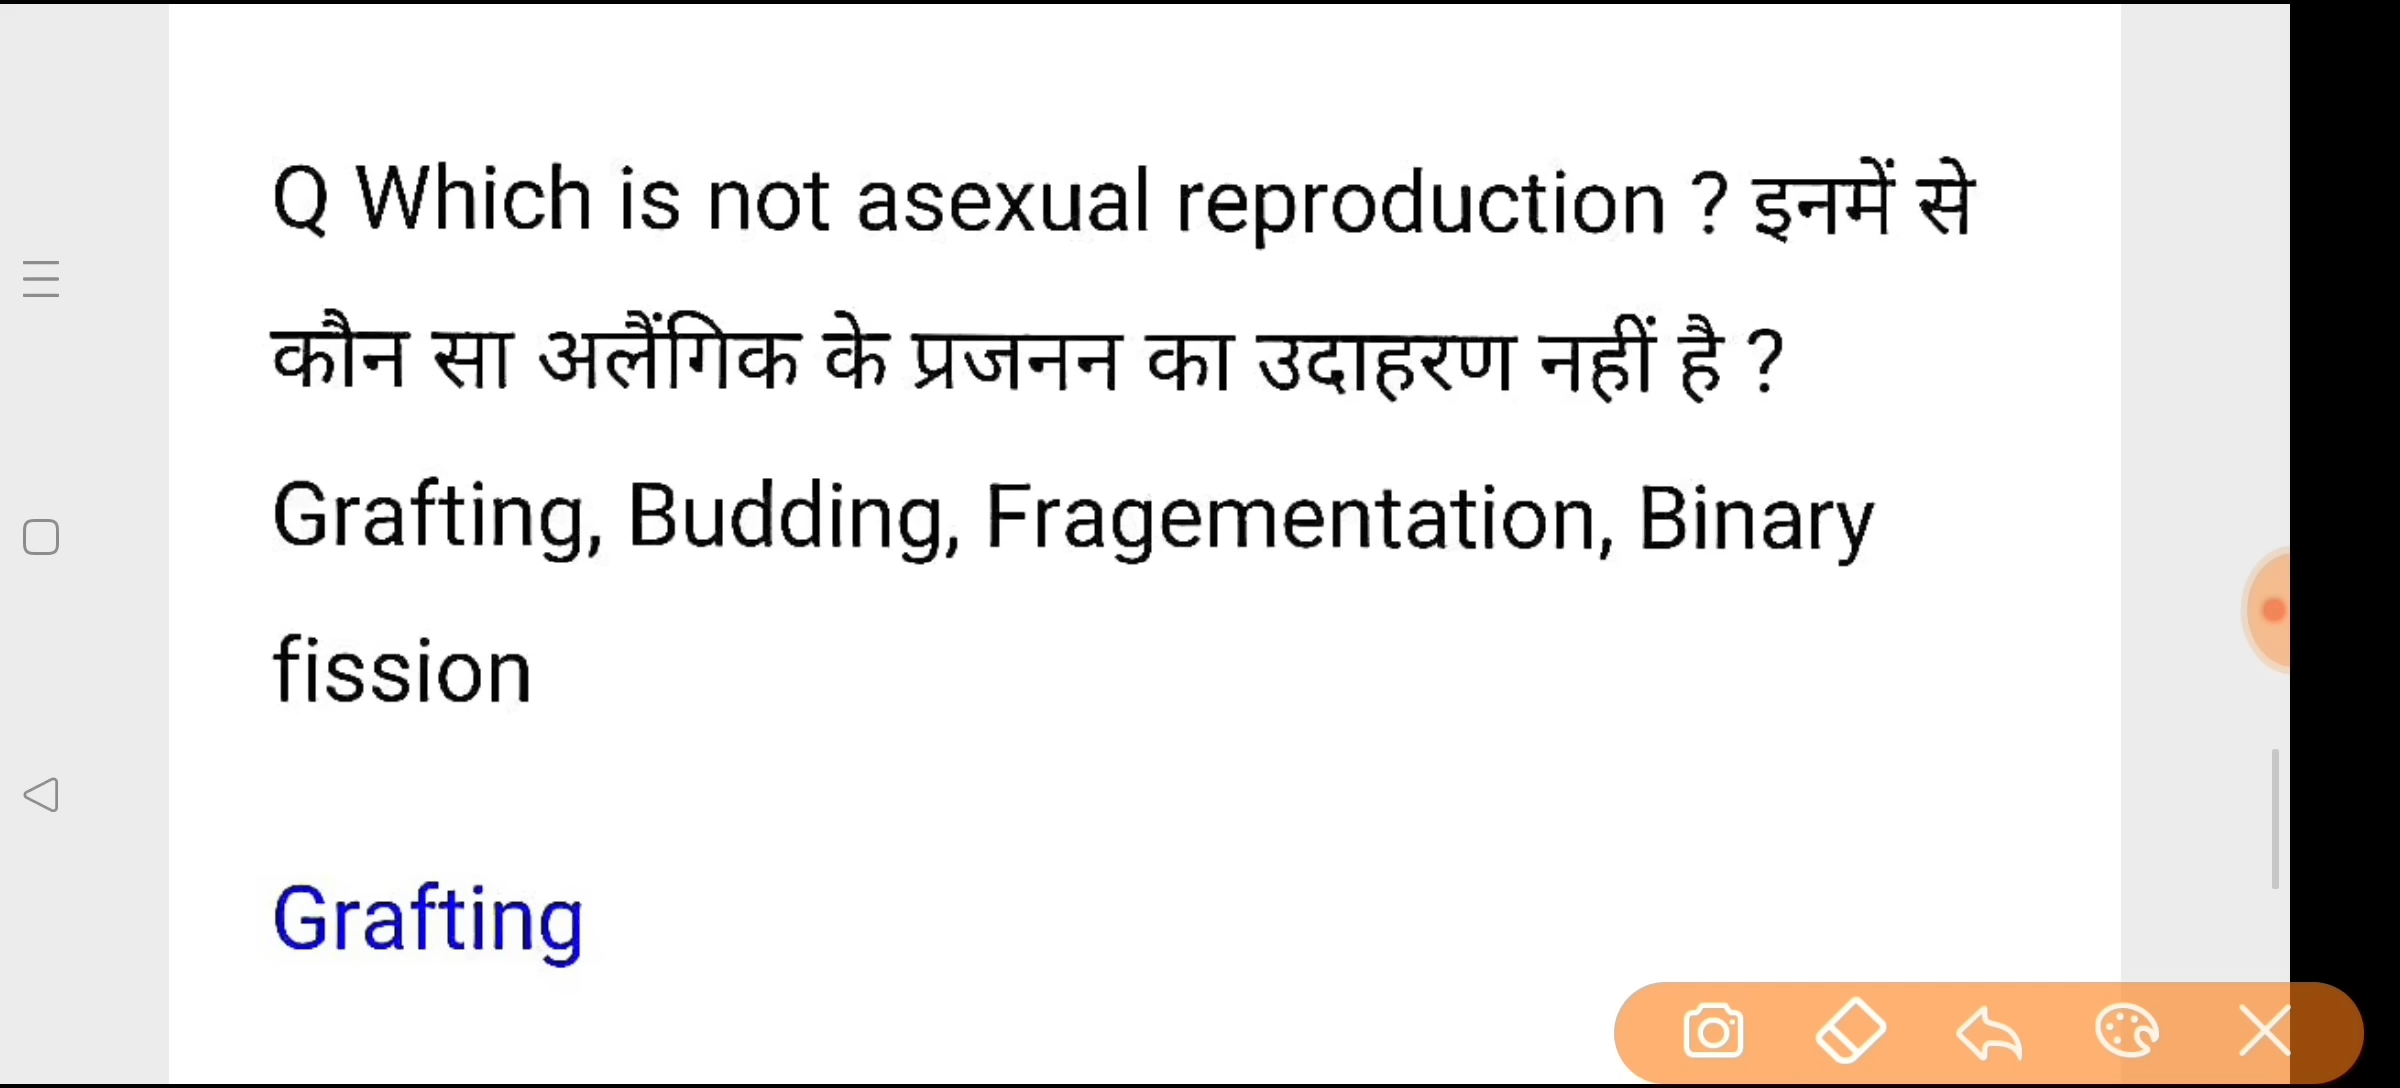 Q Which is not asexual reproduction ? इनमें से
कौन सा अलैंगिक के प्रजनन का उदाहरण नहीं है ?
Grafting, Budding, Fragementation, Binary
fission
Grafting